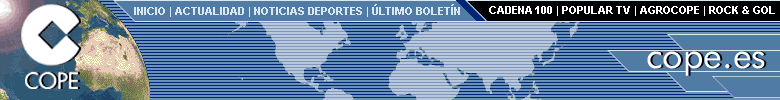 INICIO | ACTUALIDAD | NOTICIAS DEPORTES | ÚLTIMO BOLETÍN
CADENA 100 | POPULAR TV | AGROCOPE | ROCK & GOL
cope.es
COPE